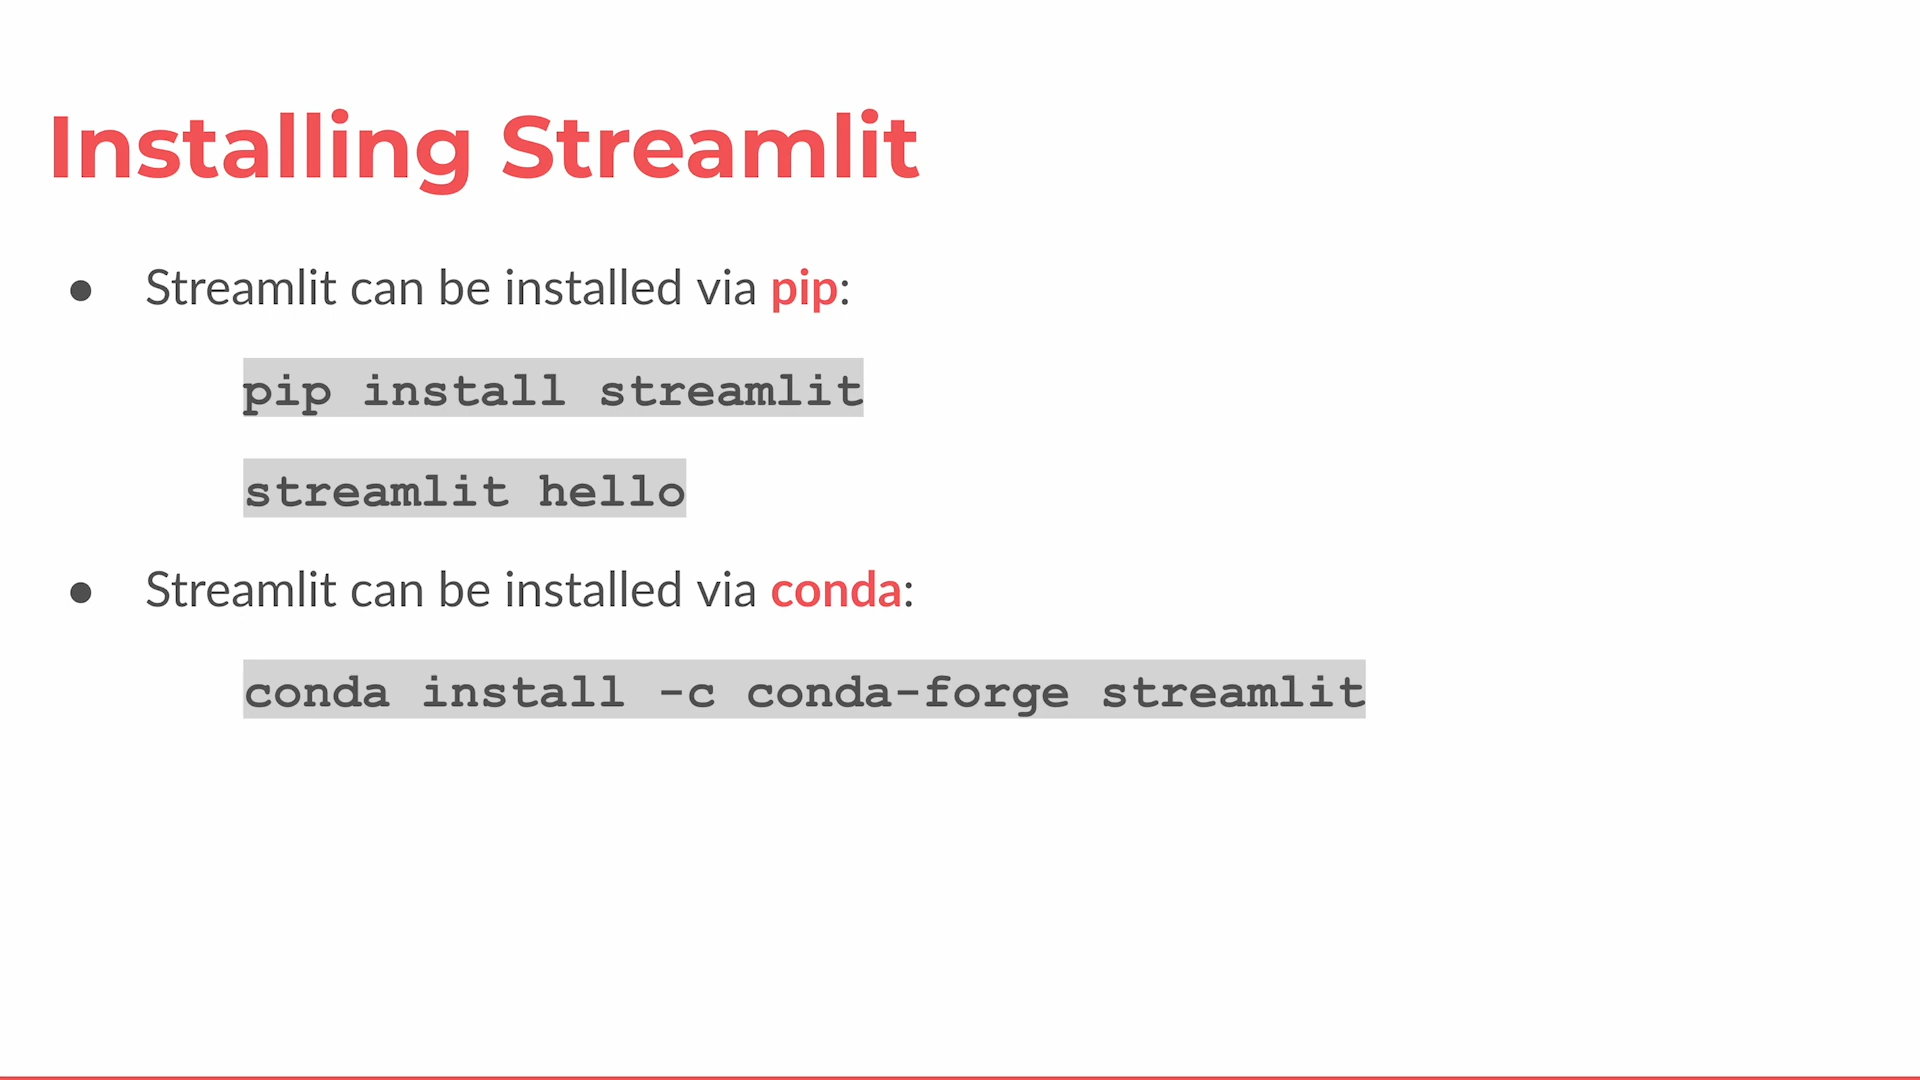 Installing Streamlit
● Streamlit can be installed via pip:
pip install streamlit
streamlit hello
● Streamlit can be installed via conda:
conda install -c conda-forge streamlit